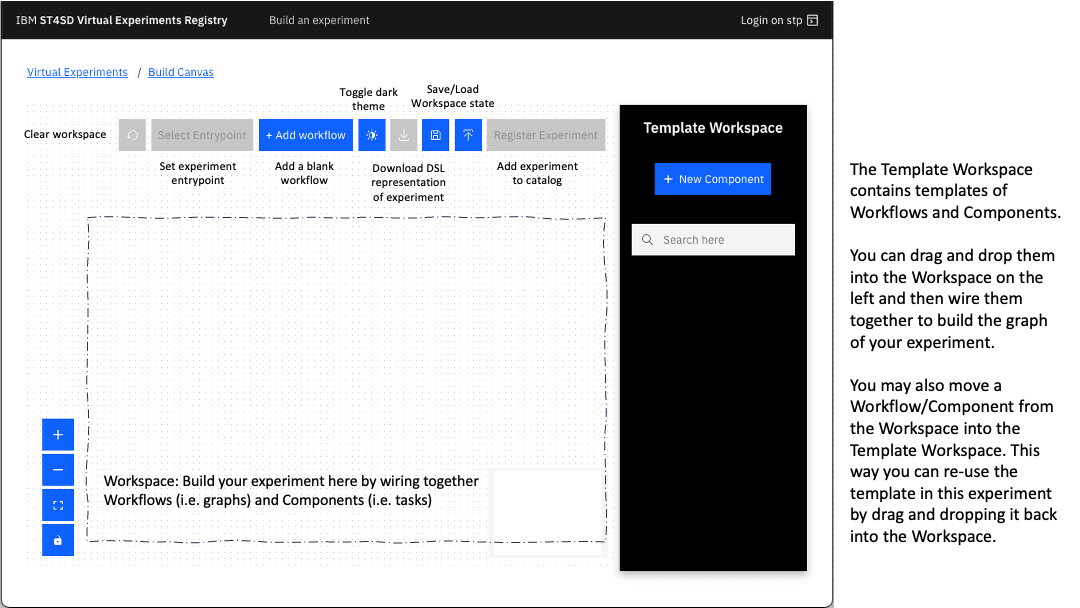 IBM ST4SD Virtual Experiments Registry
Build an experiment
Login on stp
Virtual Experiments / Build Canvas
Toggle dark
theme
Save/Load
Workspace state
Clear workspace
Select Entrypoint
+ Add workflow
Register Experiment
Set experiment
entrypoint
Add a blank
workflow
Download DSL
representation
of experiment
Add experiment
to catalog
Workspace: Build your experiment here by wiring together
Workflows (i.e. graphs) and Components (i.e. tasks)
Template Workspace
+ New Component
Search here
The Template Workspace
contains templates of
Workflows and Components.
You can drag and drop them
into the Workspace on the
left and then wire them
together to build the graph
of your experiment.
You may also move a
Workflow/Component from
the Workspace into the
Template Workspace. This
way you can re-use the
template in this experiment
by drag and dropping it back
into the Workspace.